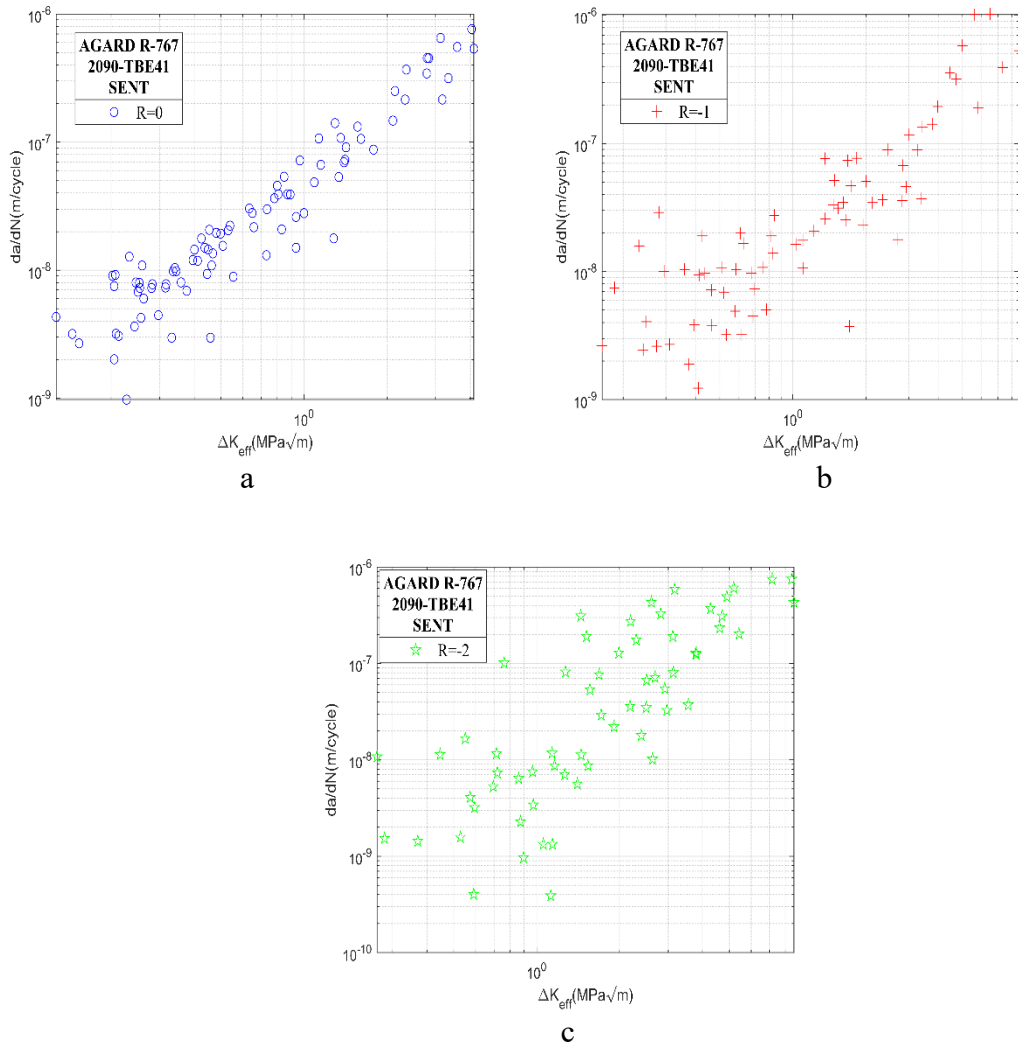 10^-6
10^-7
10^-8
10^-9
da/dN(m/cycle)
AGARD R-767
2090-TBE41
SENT
R=0
10^0
ΔK_eff(MPa√m)
a
10^-6
10^-7
10^-8
10^-9
da/dN(m/cycle)
AGARD R-767
2090-TBE41
SENT
R=-1
10^0
ΔK_eff(MPa√m)
b
10^-6
10^-7
10^-8
10^-9
10^-10
da/dN(m/cycle)
AGARD R-767
2090-TBE41
SENT
R=-2
10^0
ΔK_eff(MPa√m)
c